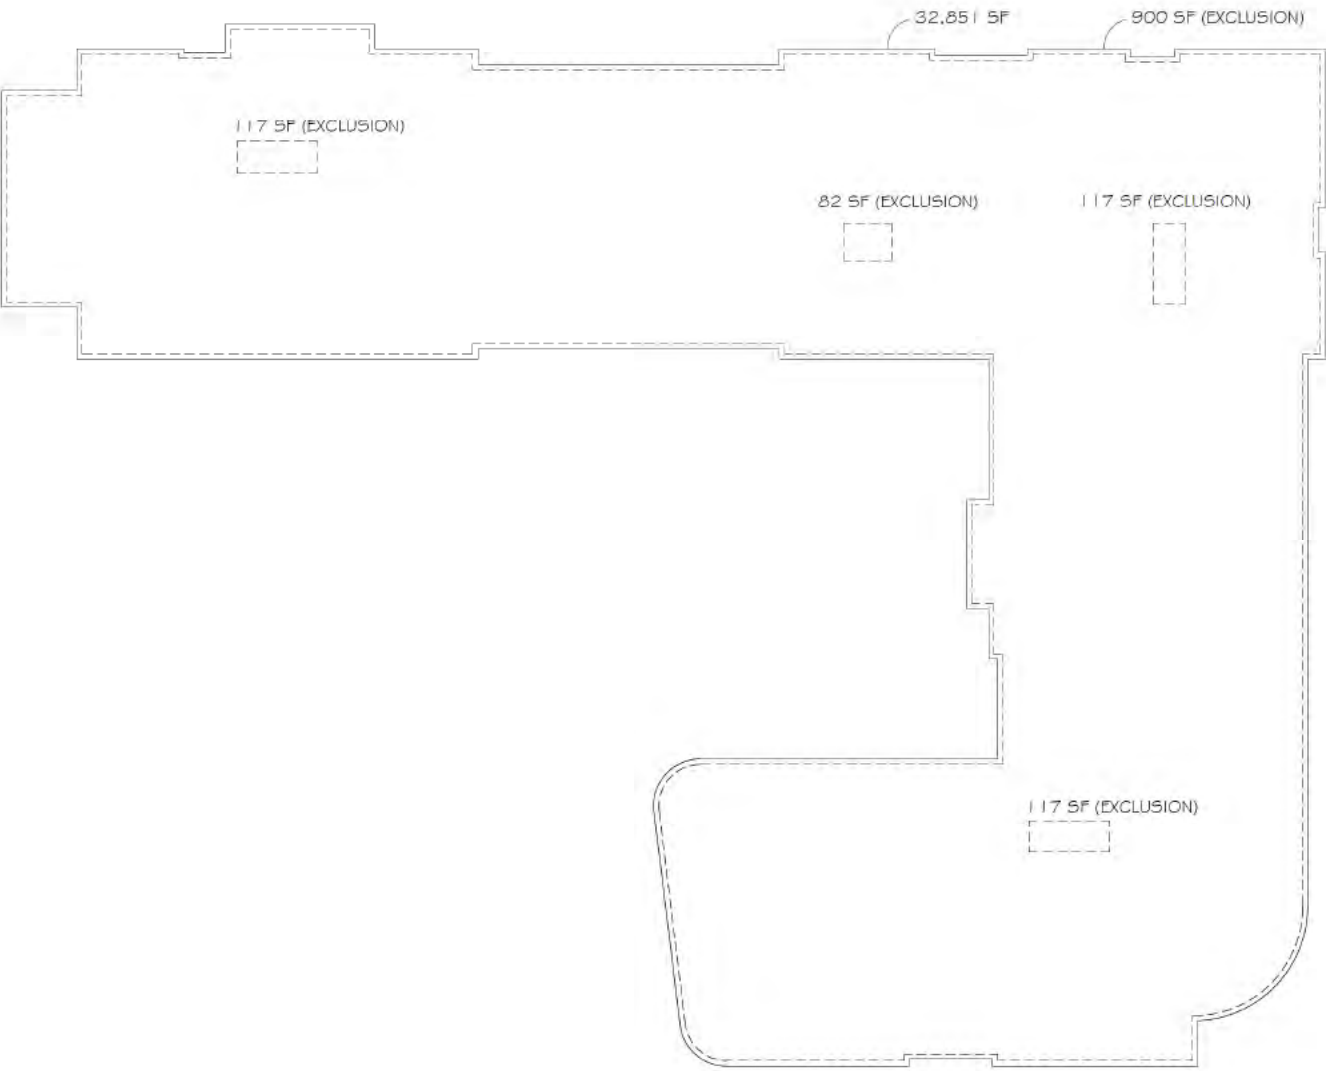 32,851 SF
900 SF (EXCLUSION)
117 SF (EXCLUSION)
82 SF (EXCLUSION)
117 SF (EXCLUSION)
117 SF (EXCLUSION)